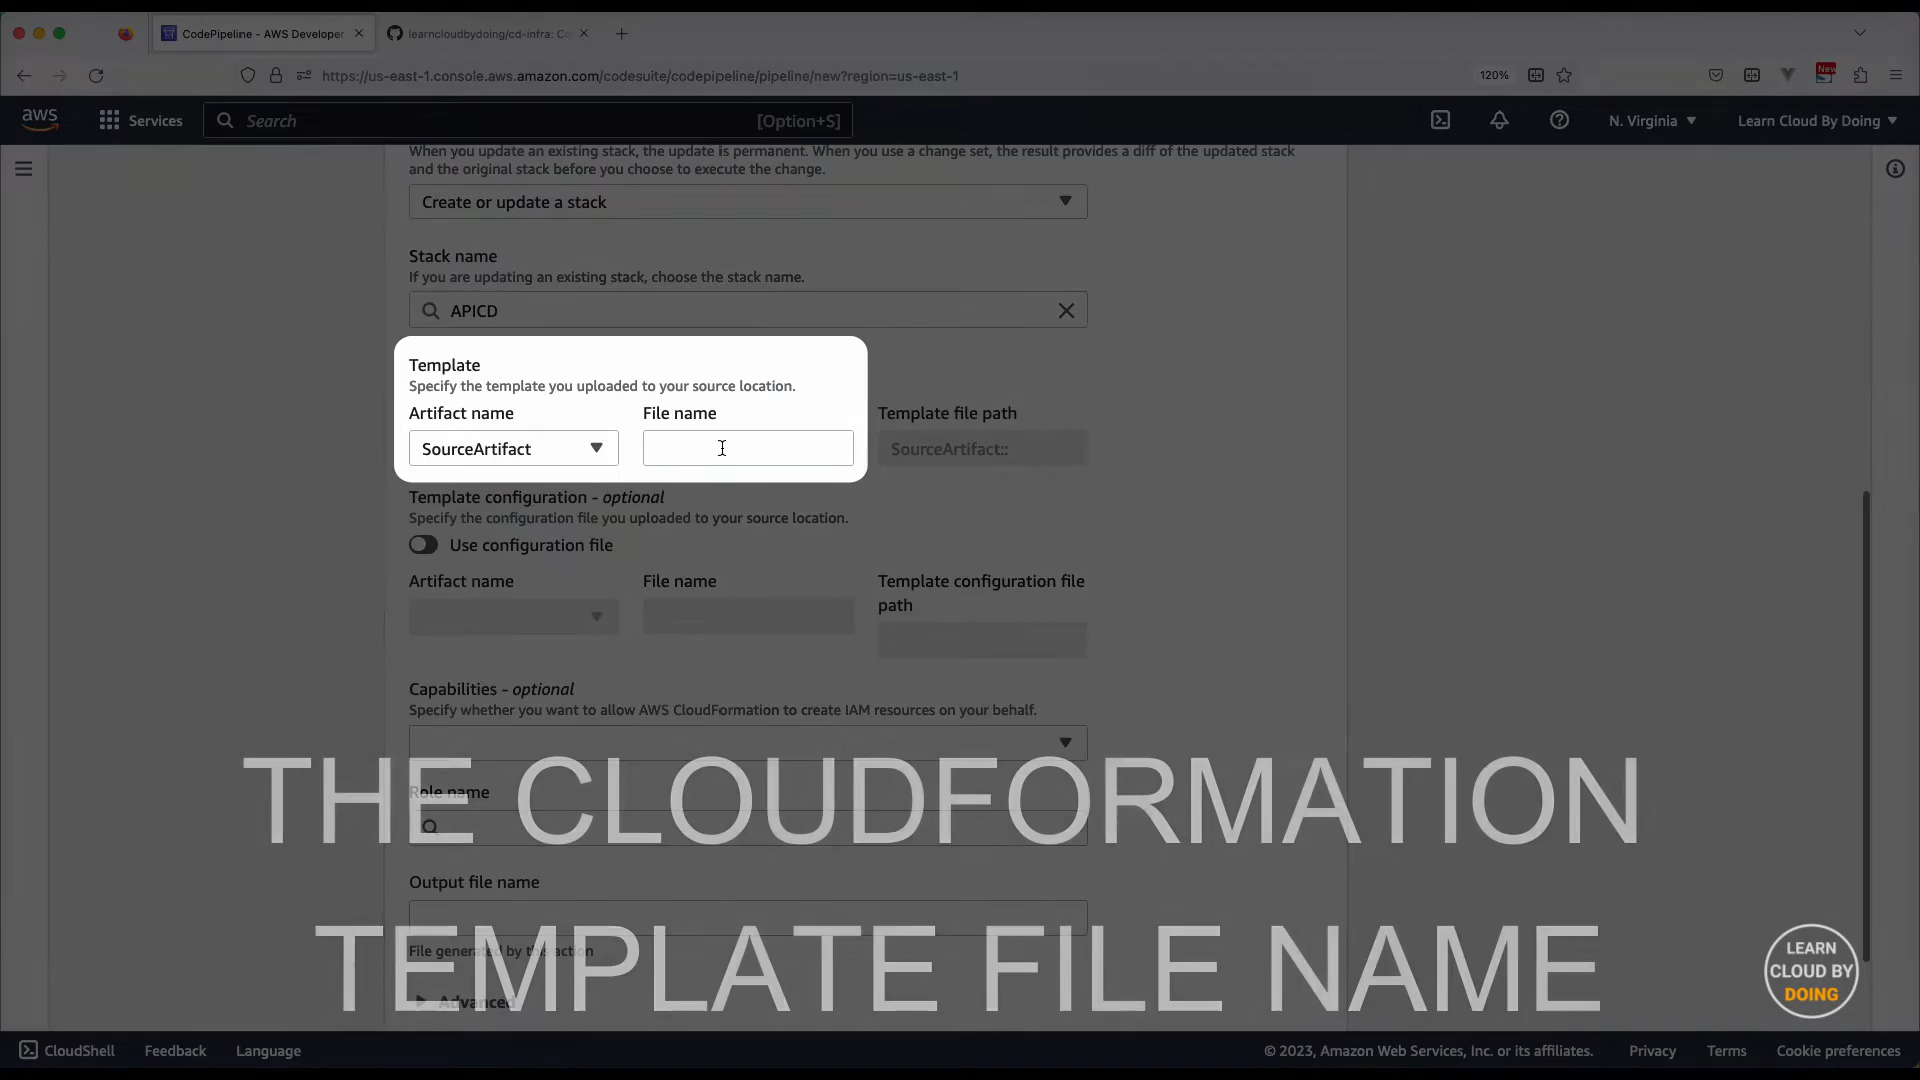 CodePipeline - AWS Developer
learncloudbydoing/cd-infra: Co
https://us-east-1.console.aws.amazon.com/codesuite/codepipeline/pipeline/new?region=us-east-1
120%
New
aws
Services
Search
[Option+S]
N. Virginia
Learn Cloud By Doing
When you update an existing stack, the update is permanent. When you use a change set, the result provides a diff of the updated stack
and the original stack before you choose to execute the change.
Create or update a stack
Stack name
If you are updating an existing stack, choose the stack name.
APICD
Template
Specify the template you uploaded to your source location.
Artifact name
File name
Template file path
SourceArtifact
SourceArtifact::
Template configuration - optional
Specify the configuration file you uploaded to your source location.
Use configuration file
Artifact name
File name
Template configuration file
path
Capabilities - optional
Specify whether you want to allow AWS CloudFormation to create IAM resources on your behalf.
Role name
THE CLOUDFORMATION
Output file name
TEMPLATE FILE NAME
File generated by this action
Advanced
LEARN
CLOUD BY
DOING
CloudShell
Feedback
Language
© 2023, Amazon Web Services, Inc. or its affiliates.
Privacy
Terms
Cookie preferences